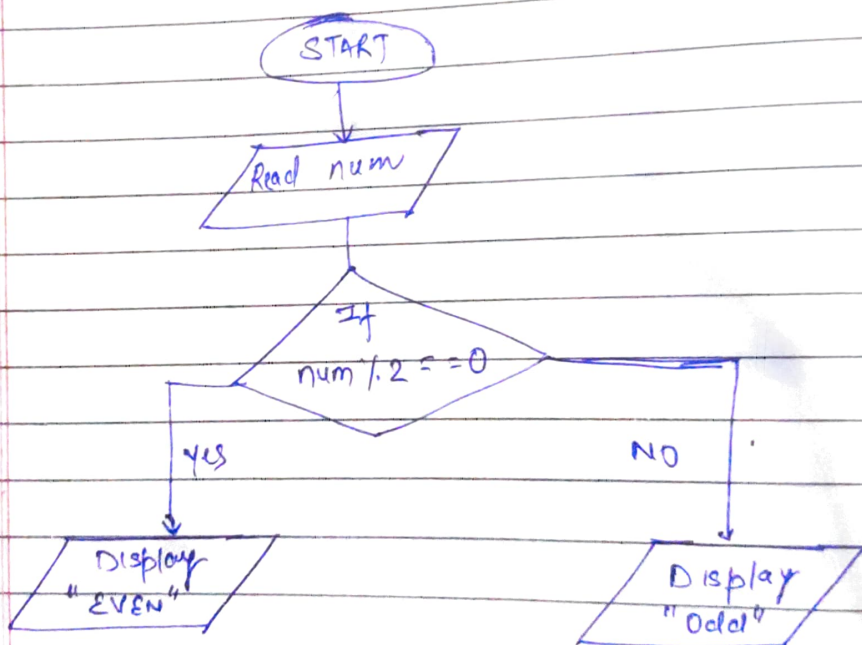 START
Read num
If
num % 2 = = 0
yes
NO
Display
"EVEN"
Display
"Odd"